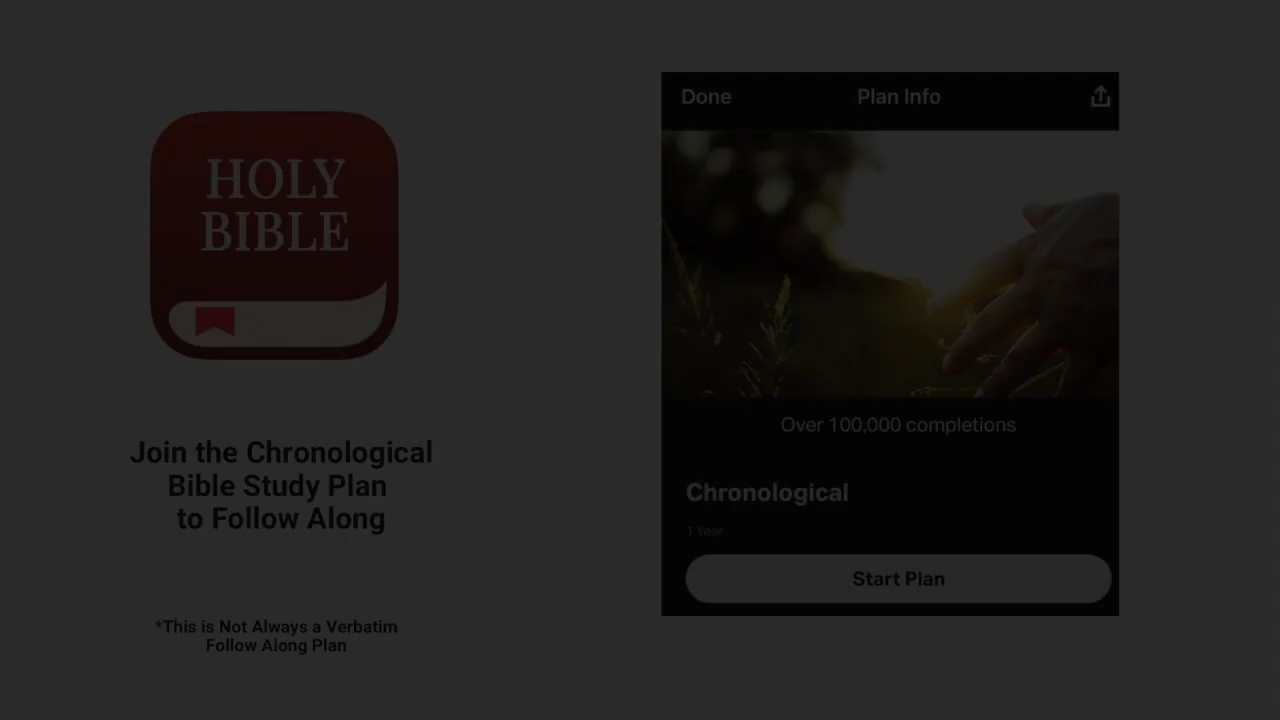 HOLY
BIBLE
Join the Chronological
Bible Study Plan
to Follow Along
*This is Not Always a Verbatim
Follow Along Plan
Done
Plan Info
Over 100,000 completions
Chronological
1 Year
Start Plan